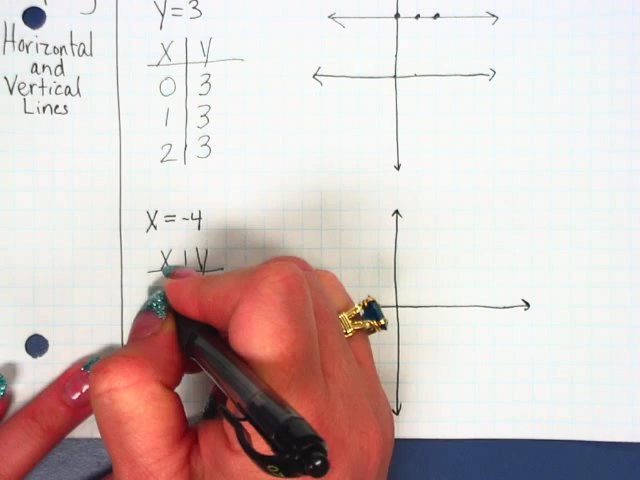 Horizontal
and
Vertical
Lines
Y=3
X Y
0 3
1 3
2 3
X=-4
X Y